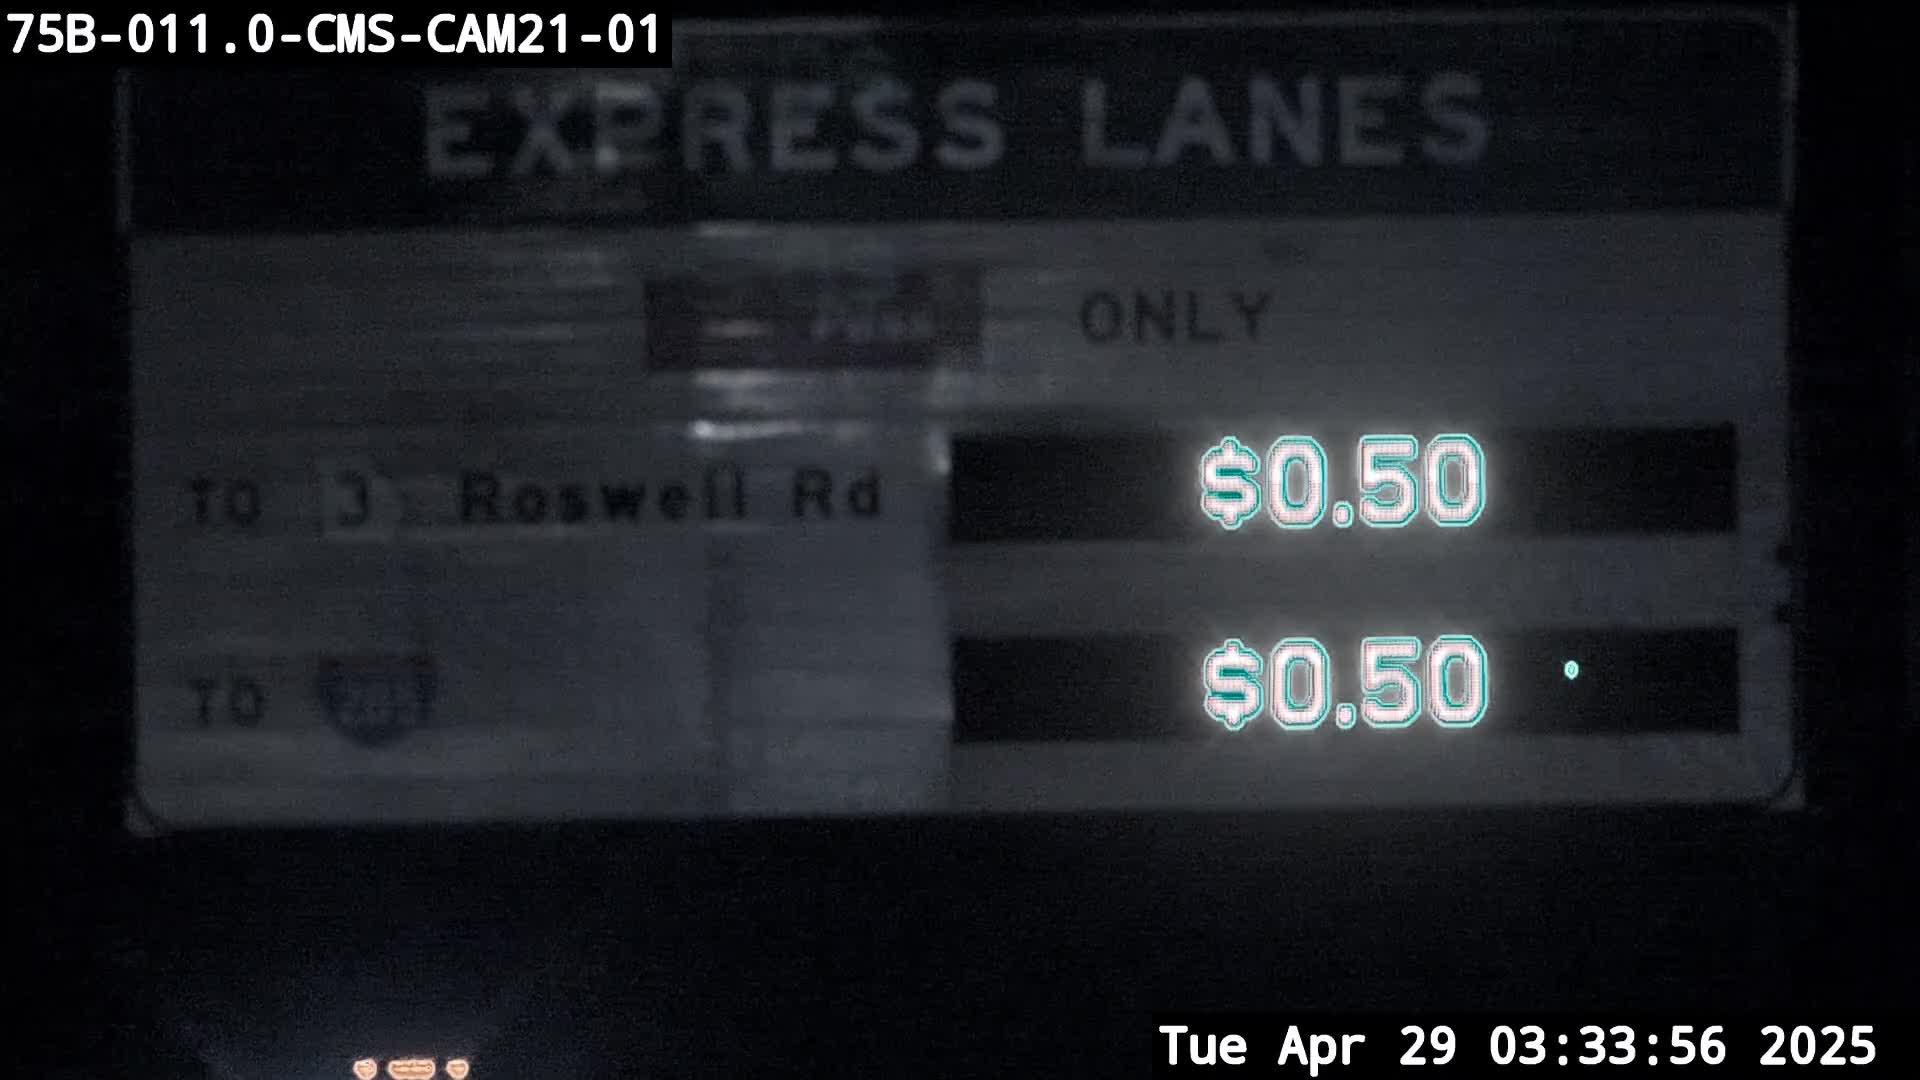 75B-011.0-CMS-CAM21-01
EXPRESS LANES
ONLY
TO Roswell Rd $0.50
TO $0.50
Tue Apr 29 03:33:56 2025